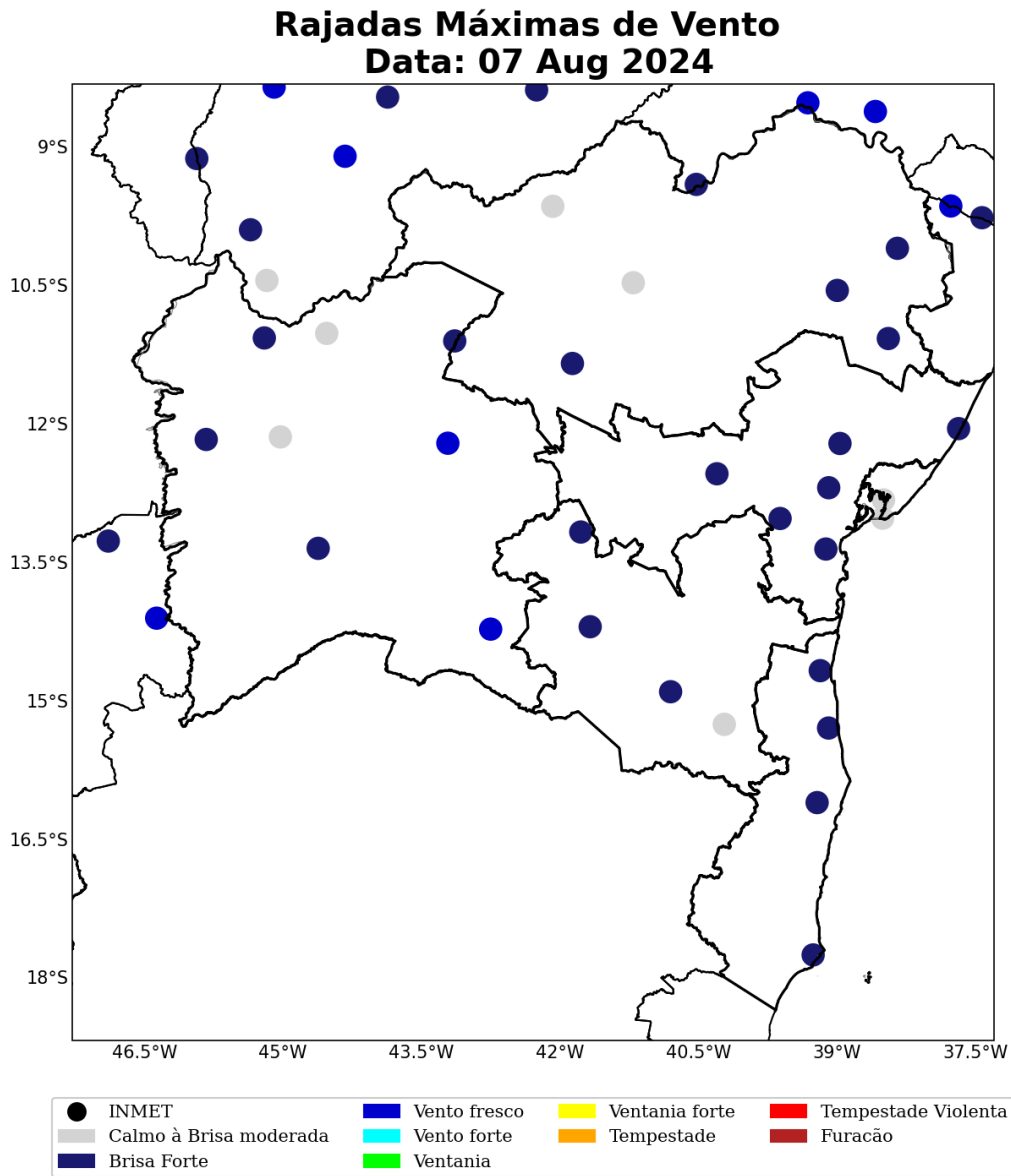 Rajadas Máximas de Vento
Data: 07 Aug 2024
9°S
10.5°S
12°S
13.5°S
15°S
16.5°S
18°S
46.5°W 45°W 43.5°W 42°W 40.5°W 39°W 37.5°W
INMET Vento fresco Ventania forte Tempestade Violenta
Calmo à Brisa moderada Vento forte Tempestade Furacão
Brisa Forte Ventania